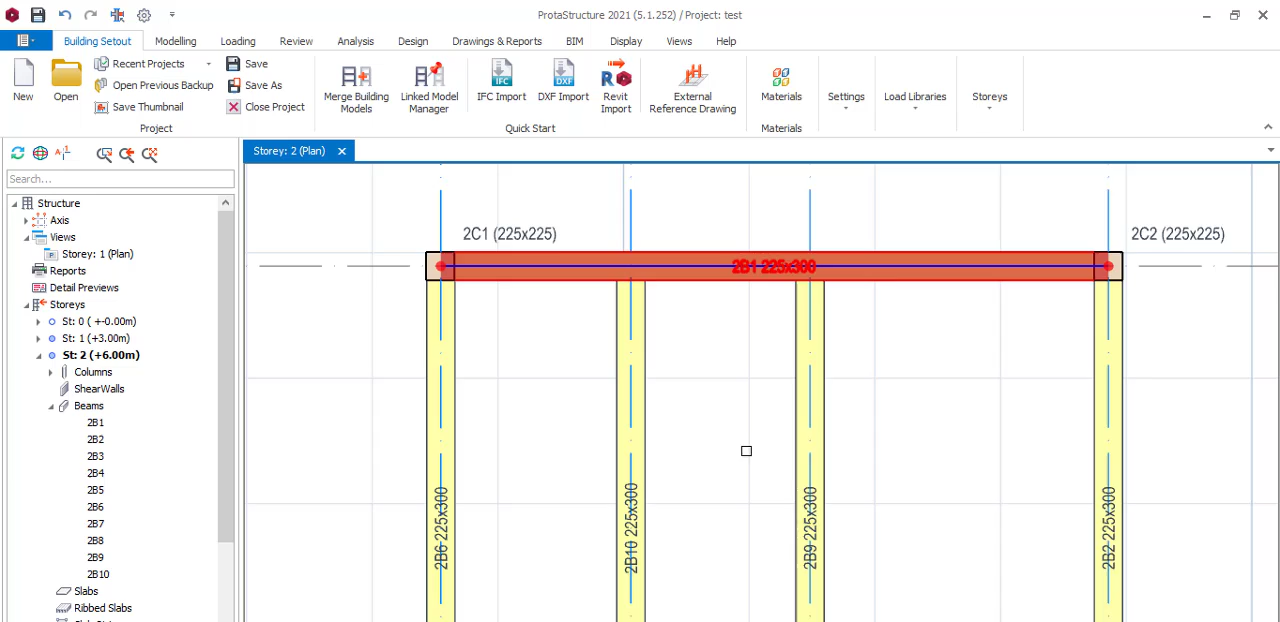 ProtaStructure 2021 (5.1.252) / Project: test
Building Setout Modelling Loading Review Analysis Design Drawings & Reports BIM Display Views Help
New
Open
Recent Projects
Open Previous Backup
Save Thumbnail
Save
Save As
Close Project
Project
Merge Building
Models
Linked Model
Manager
IFC
IFC Import
DXF
DXF Import
R
Revit
Import
External
Reference Drawing
Quick Start
Materials
Materials
Settings
Load Libraries
Storeys
Storey: 2 (Plan)
Search...
Structure
Axis
Views
Storey: 1 (Plan)
Reports
Detail Previews
Storeys
St: 0 ( +-0.00m)
St: 1 (+3.00m)
St: 2 (+6.00m)
Columns
ShearWalls
Beams
2B1
2B2
2B3
2B4
2B5
2B6
2B7
2B8
2B9
2B10
Slabs
Ribbed Slabs
2C1 (225x225)
2C2 (225x225)
2B1 225x300
2B6 225x300
2B10 225x300
2B9 225x300
2B2 225x300